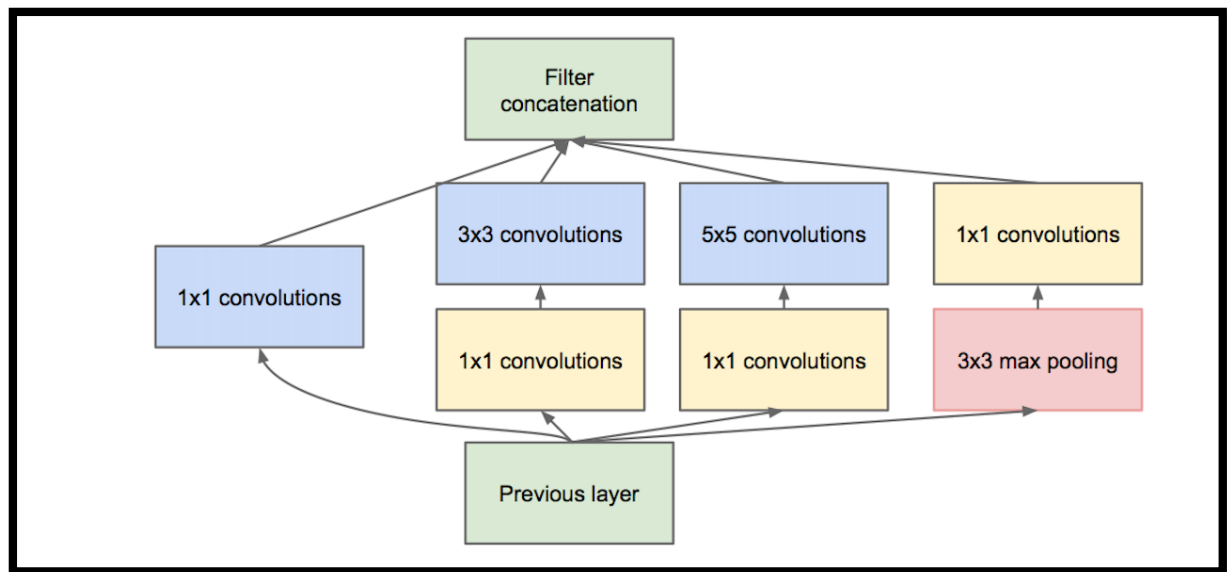 Filter
concatenation
3x3 convolutions
5x5 convolutions
1x1 convolutions
1x1 convolutions
1x1 convolutions
1x1 convolutions
3x3 max pooling
Previous layer